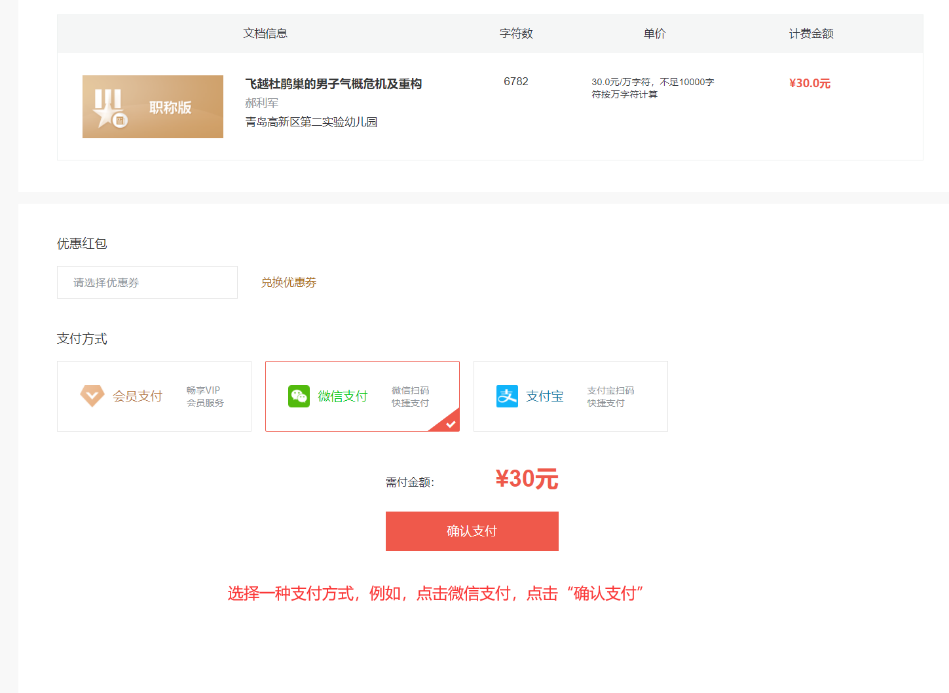 文档信息 字符数 单价 计费金额
职称版
飞越杜鹃巢的男子气概危机及重构 6782 30.0元/万字符，不足10000字 ¥30.0元
符按万字符计算
郝利军
青岛高新区第二实验幼儿园
优惠红包
请选择优惠券 兑换优惠券
支付方式
会员支付 畅享VIP
会员服务
微信支付 微信扫码
快捷支付
支付宝 支付宝扫码
快捷支付
需付金额： ¥30元
确认支付
选择一种支付方式，例如，点击微信支付，点击“确认支付”